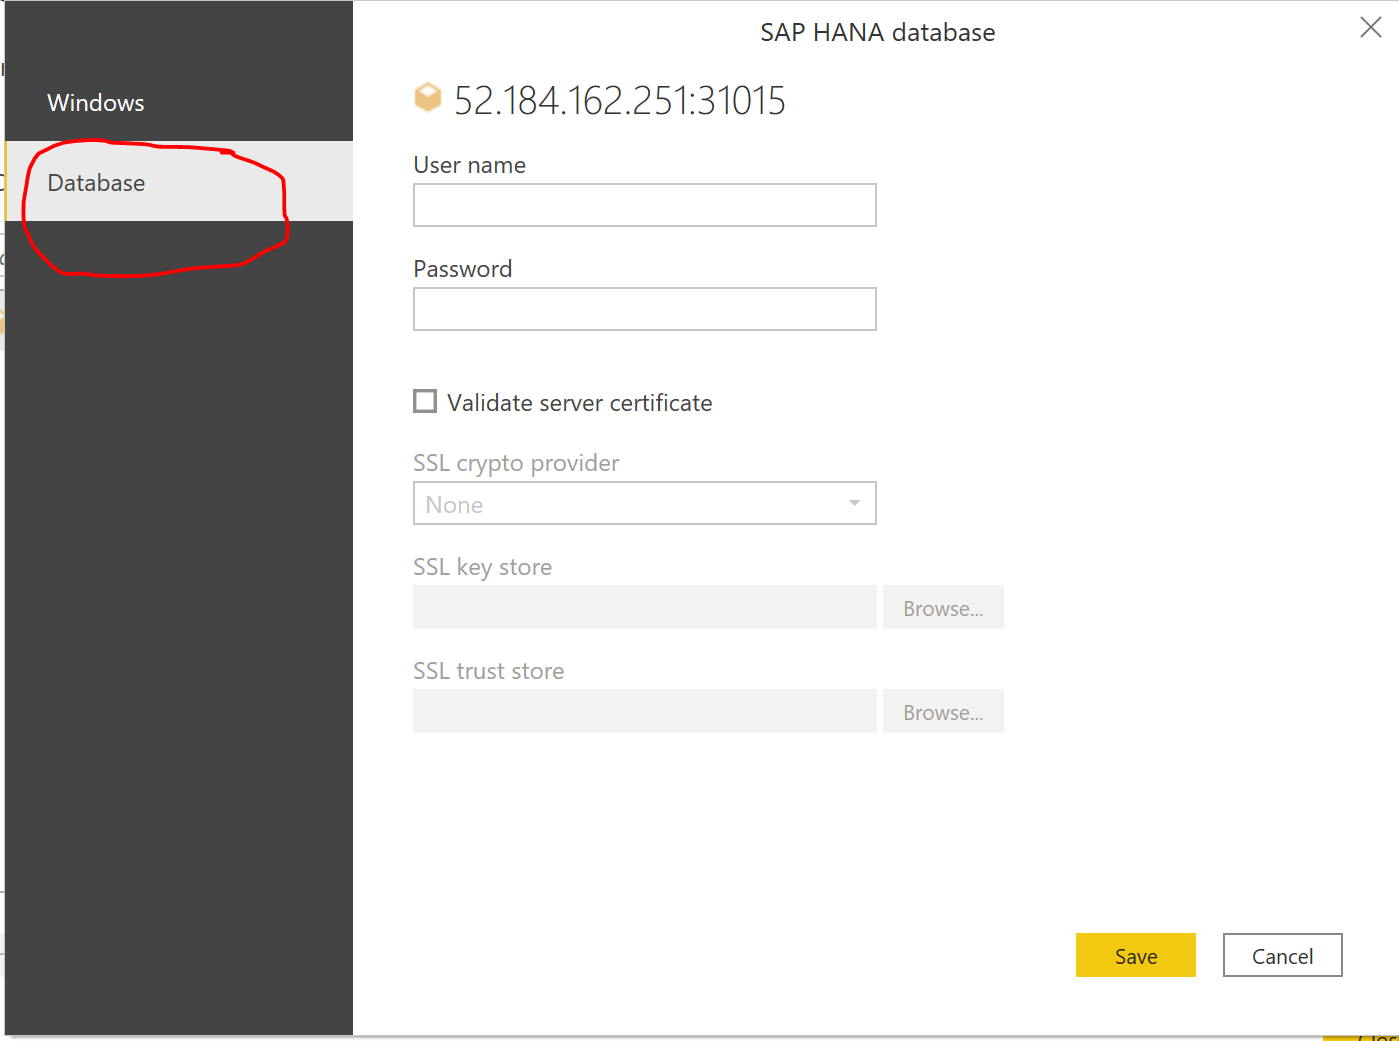 SAP HANA database
Windows
Database
52.184.162.251:31015
User name
Password
Validate server certificate
SSL crypto provider
None
SSL key store
Browse...
SSL trust store
Browse...
Save
Cancel